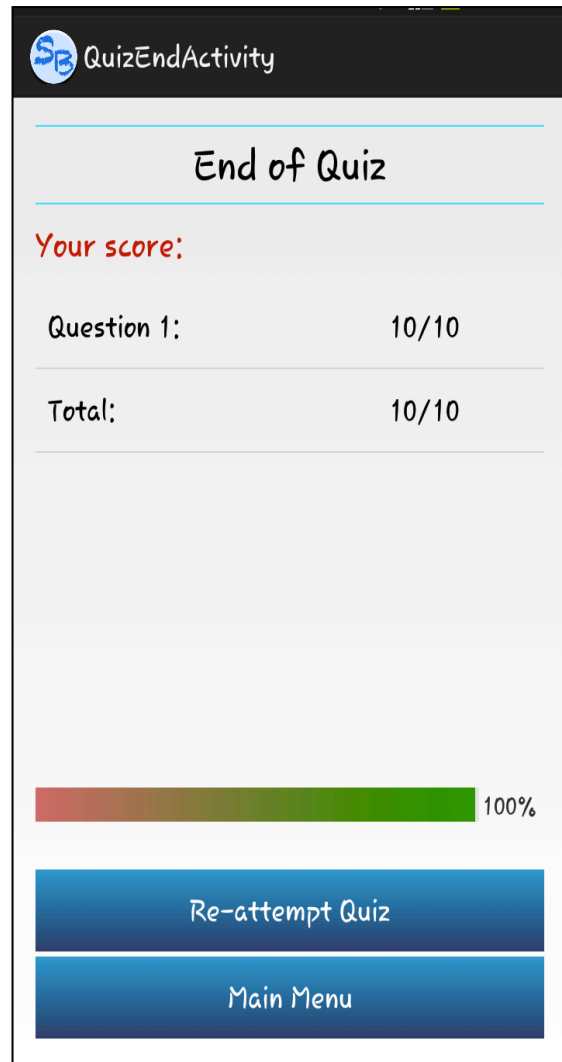 SB QuizEndActivity
End of Quiz
Your score:
Question 1: 10/10
Total: 10/10
100%
Re-attempt Quiz
Main Menu